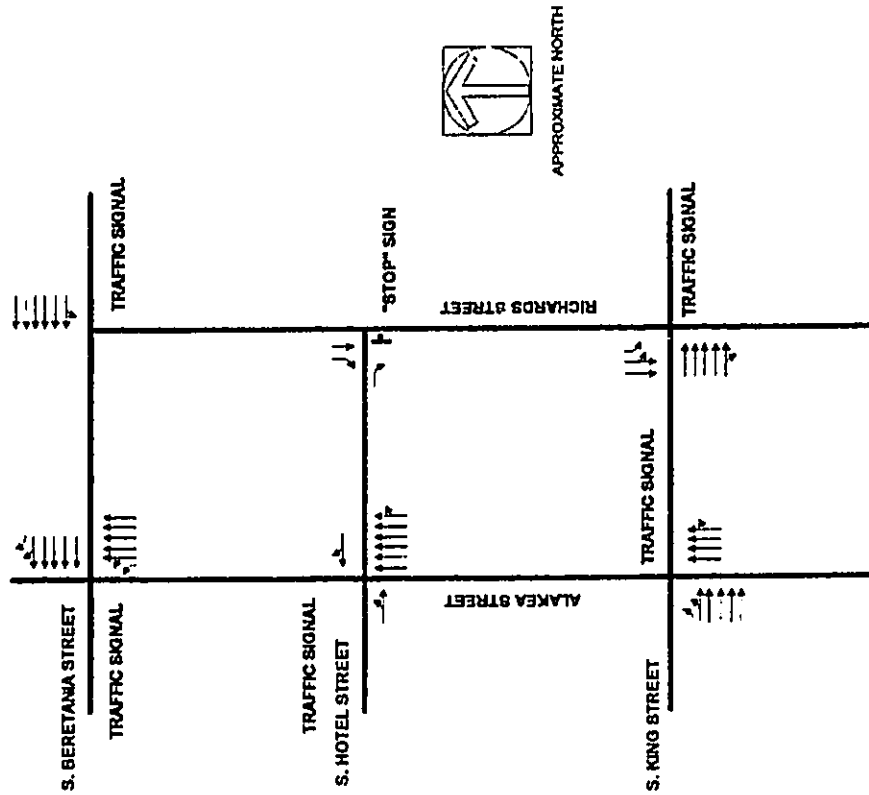 S. BERETANIA STREET
TRAFFIC SIGNAL
TRAFFIC SIGNAL
S. HOTEL STREET
TRAFFIC SIGNAL
"STOP" SIGN
ALAKEA STREET
RICHARDS STREET
S. KING STREET
TRAFFIC SIGNAL
TRAFFIC SIGNAL
APPROXIMATE NORTH